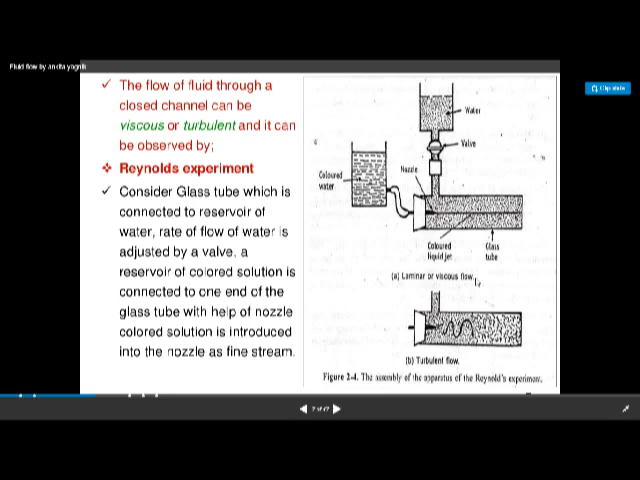 Fluid flow by ankita yagnik
Clip slide
✓ The flow of fluid through a
closed channel can be
viscous or turbulent and it can
be observed by;
❖ Reynolds experiment
✓ Consider Glass tube which is
connected to reservoir of
water, rate of flow of water is
adjusted by a valve, a
reservoir of colored solution is
connected to one end of the
glass tube with help of nozzle
colored solution is introduced
into the nozzle as fine stream.
Water
Valve
Nozzle
Coloured
water
Coloured
liquid jet
Glass
tube
(a) Laminar or viscous flow.
(b) Turbulent flow.
Figure 2-4. The assembly of the apparatus of the Reynold's experiment.